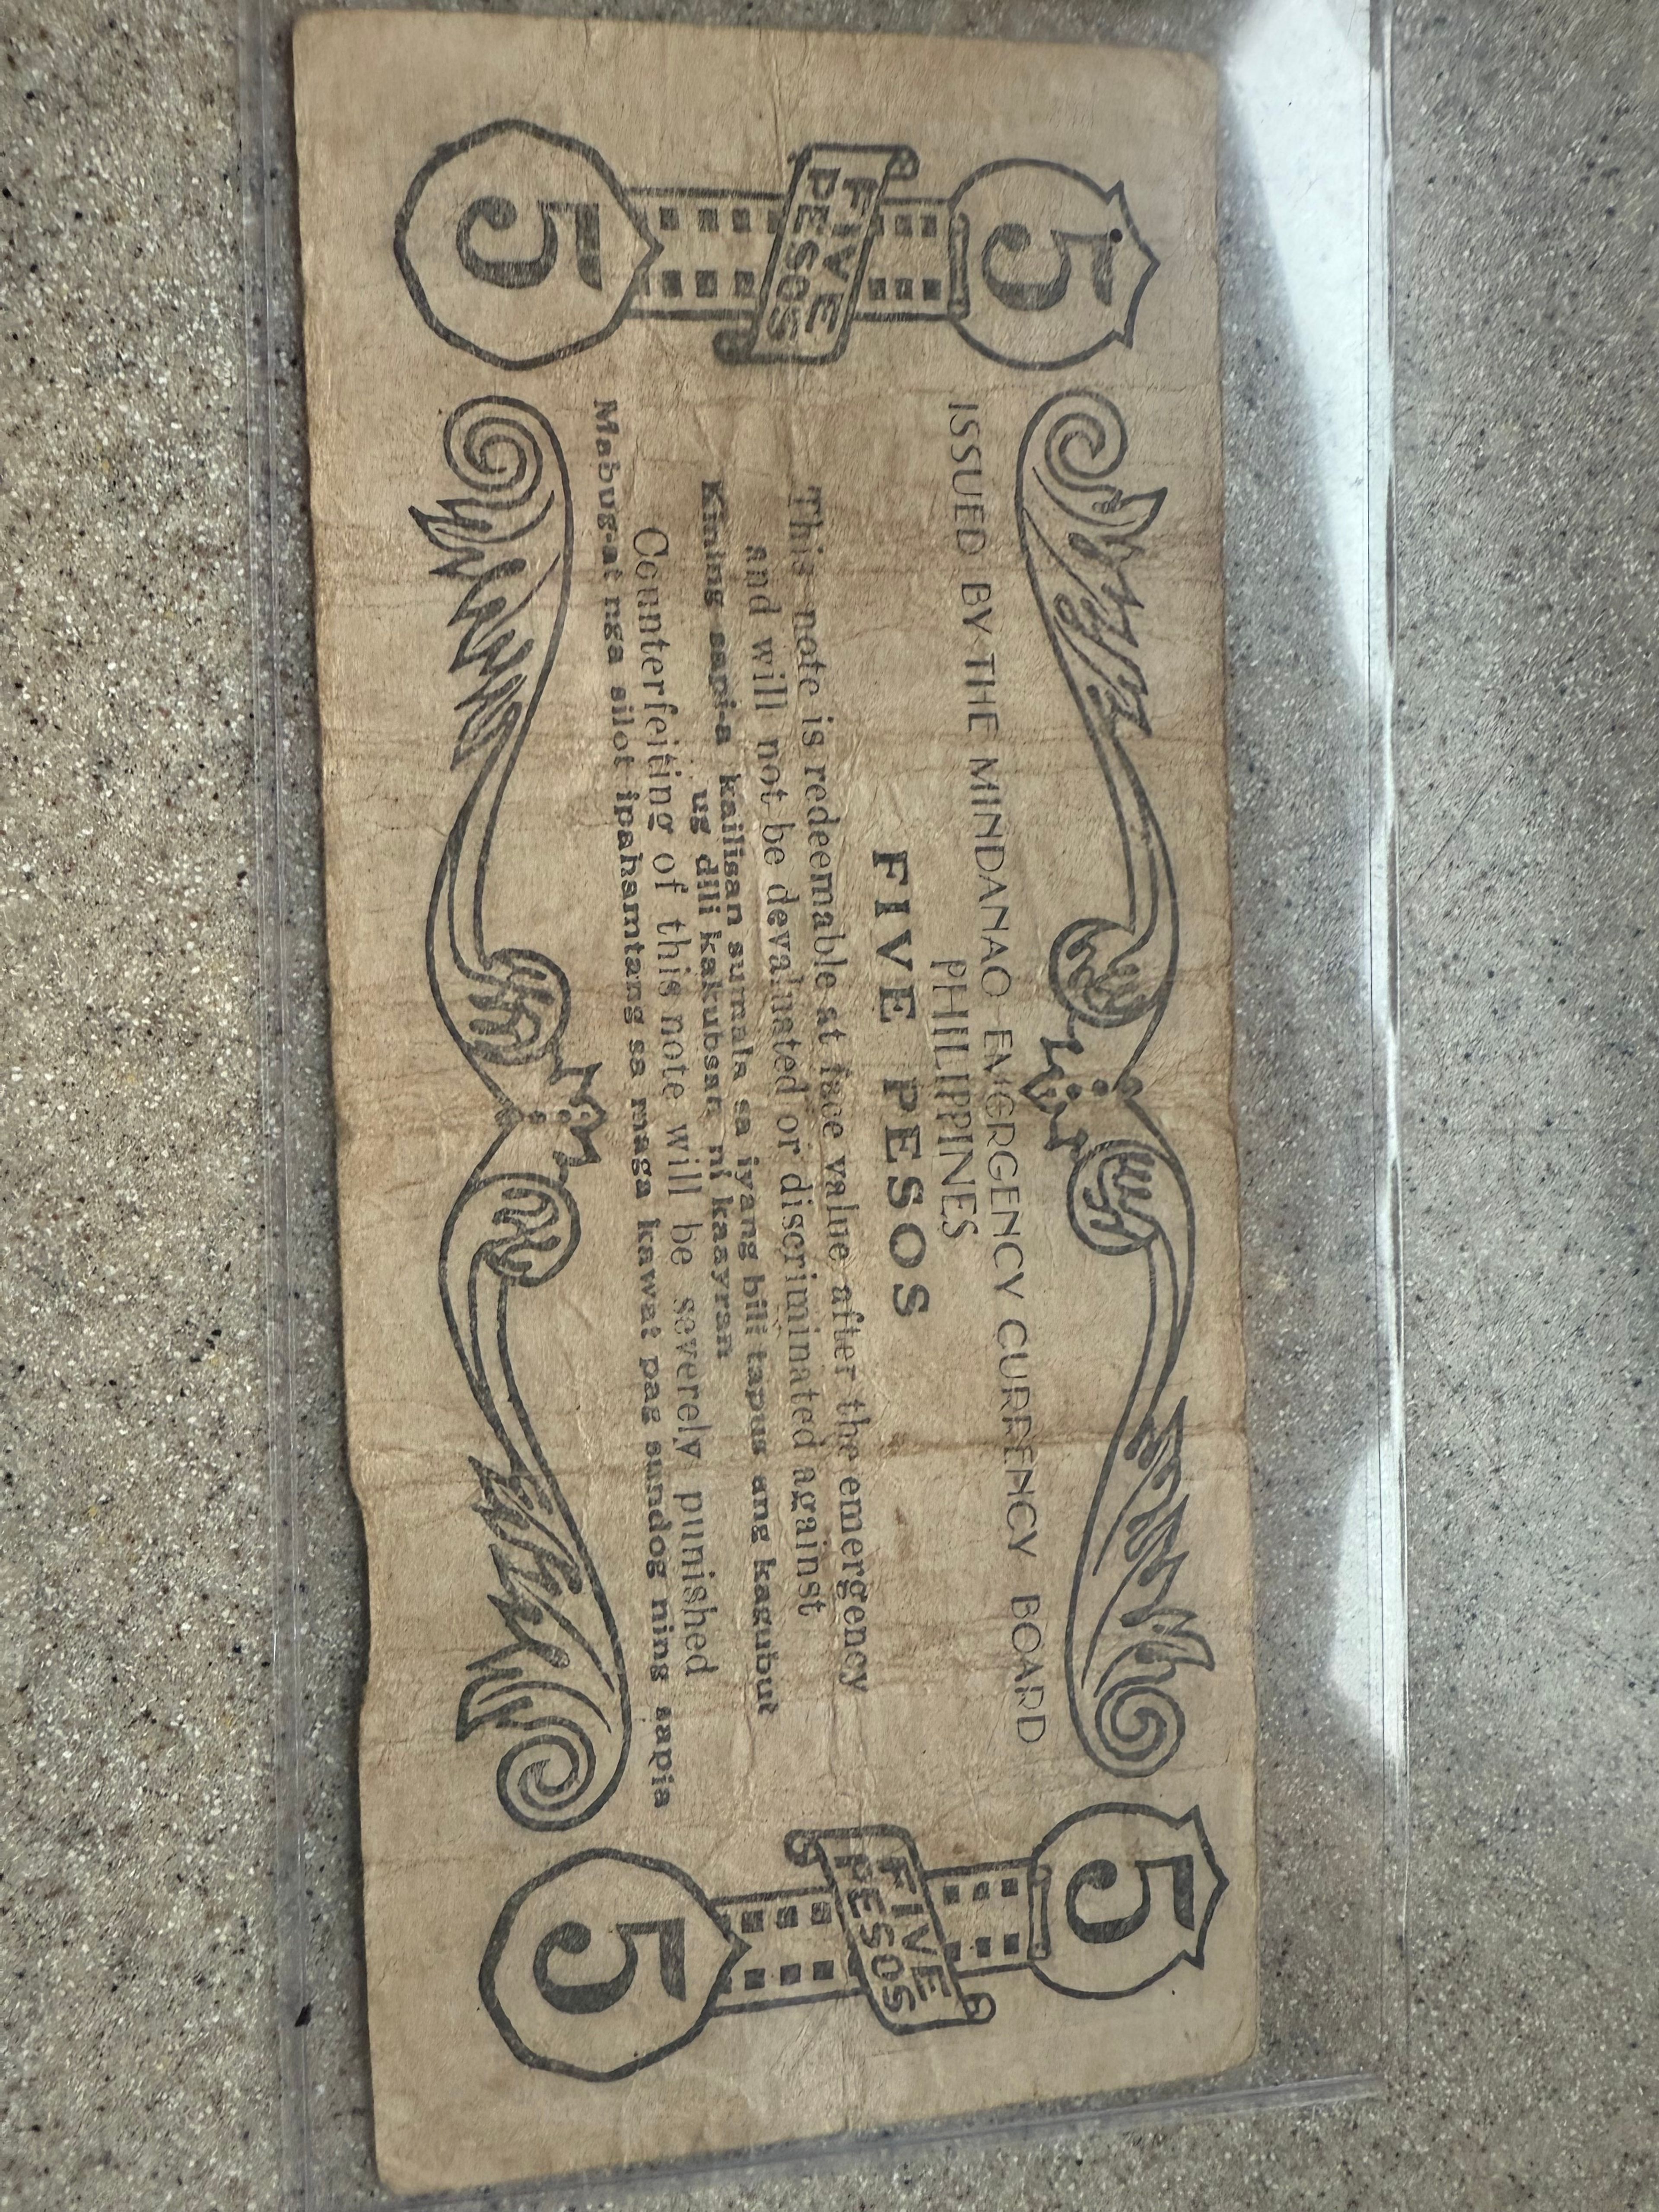 5
FIVE
PESOS
5
ISSUED BY THE MINDANAO EMERGENCY CURRENCY BOARD
PHILIPPINES
FIVE PESOS
This note is redeemable at face value after the emergency
and will not be devaluated or discriminated against
Kining sapi-a kailisan sumala sa iyang bili tapus ang kagubut
ug dili kakubsan ni kaayran
Counterfeiting of this note will be severely punished
Mabug-at nga silot ipahamtang sa maga kawat pag sundog ning sapia
5
FIVE
PESOS
5